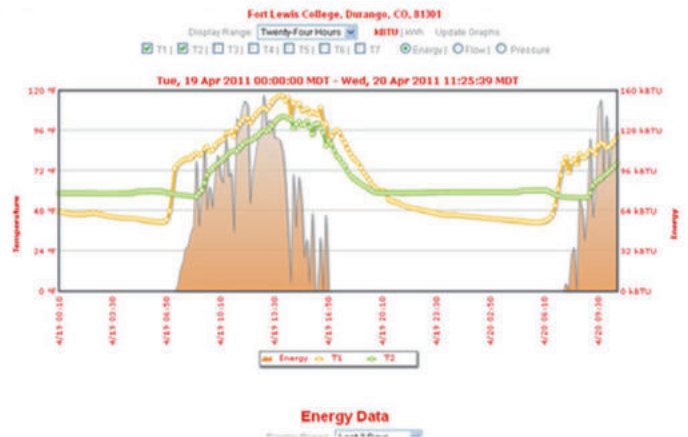 Fort Lewis College, Durango, CO, 81301
Display Range: Twenty-Four Hours kBTU | kWh Update Graphs
T1 | T2 | T3 | T4 | T5 | T6 | T7 Energy | Flow | Pressure
Tue, 19 Apr 2011 00:00:00 MDT - Wed, 20 Apr 2011 11:25:39 MDT
120 °F 160 kBTU
96 °F 128 kBTU
72 °F 96 kBTU
48 °F 64 kBTU
24 °F 32 kBTU
0 °F 0 kBTU
Temperature
Energy
4/19 00:10 4/19 03:30 4/19 06:50 4/19 10:10 4/19 13:30 4/19 16:50 4/19 20:10 4/19 23:30 4/20 02:50 4/20 06:10 4/20 09:30
Energy T1 T2
Energy Data
Display Range: Last 2 Days